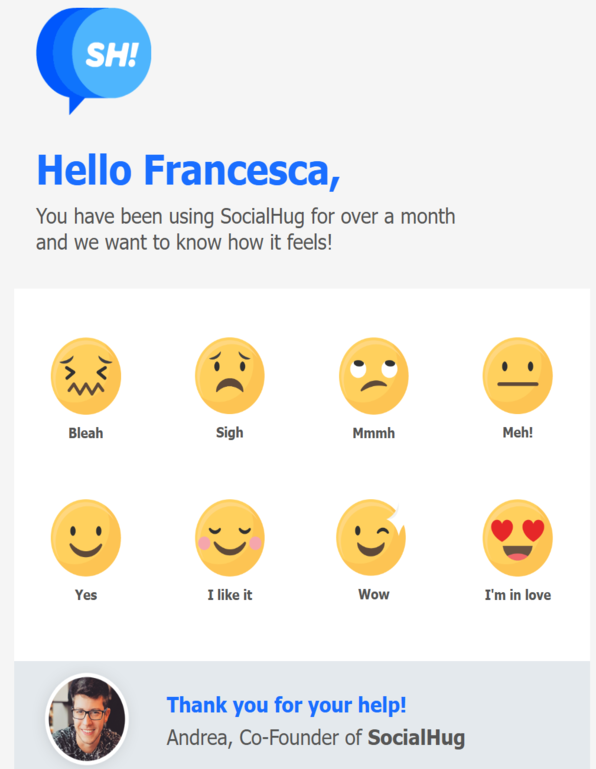 SH!
Hello Francesca,
You have been using SocialHug for over a month
and we want to know how it feels!
Bleah
Sigh
Mmmh
Meh!
Yes
I like it
Wow
I'm in love
Thank you for your help!
Andrea, Co-Founder of SocialHug